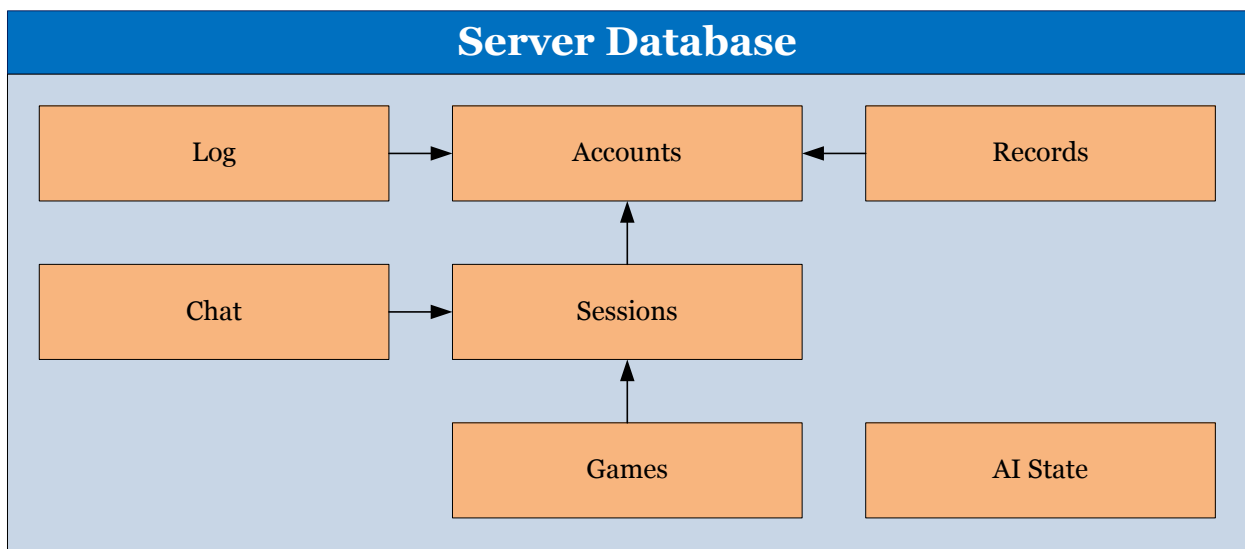 Server Database
Log
Accounts
Records
Chat
Sessions
Games
AI State